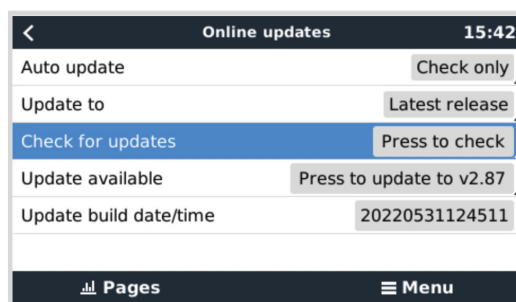 Online updates 15:42
Auto update Check only
Update to Latest release
Check for updates Press to check
Update available Press to update to v2.87
Update build date/time 20220531124511
Pages Menu